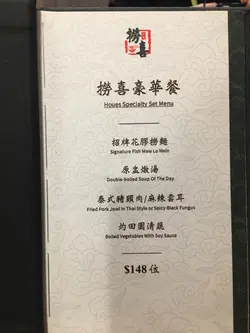 撈喜
撈喜豪華餐
Houes Specialty Set Menu
招牌花膠撈麵
Signature Fish Maw Lo Mein
原盅燉湯
Double-boiled Soup Of The Day
泰式豬頸肉/麻辣雲耳
Fried Pork Jowl In Thai Style or Spicy Black Fungus
灼田園清蔬
Boiled Vegetables With Soy Sauce
$148 位